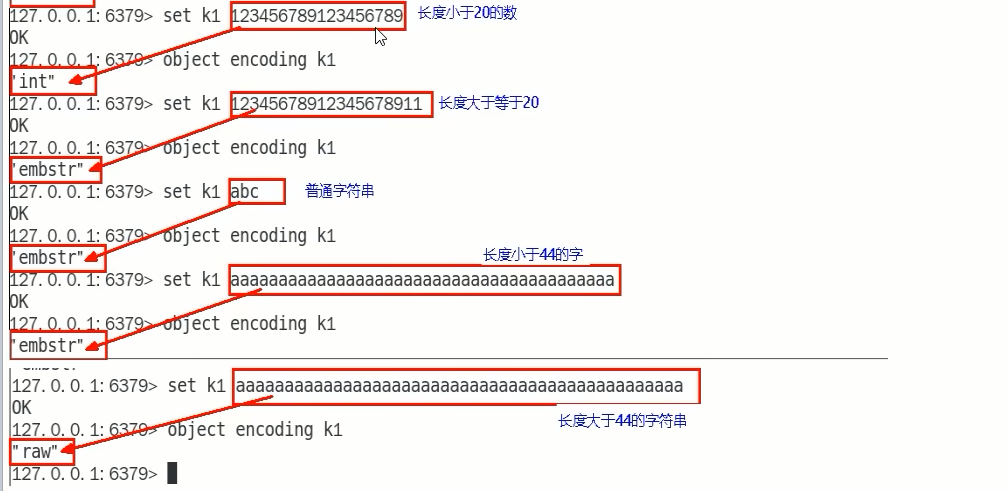 127.0.0.1:6379> set k1 123456789123456789 长度小于20的数
OK
127.0.0.1:6379> object encoding k1
"int"
127.0.0.1:6379> set k1 12345678912345678911 长度大于等于20
OK
127.0.0.1:6379> object encoding k1
"embstr"
127.0.0.1:6379> set k1 abc 普通字符串
OK
127.0.0.1:6379> object encoding k1
"embstr"
长度小于44的字
127.0.0.1:6379> set k1 aaaaaaaaaaaaaaaaaaaaaaaaaaaaaaaaaaaaaaaa
OK
127.0.0.1:6379> object encoding k1
"embstr"
127.0.0.1:6379> set k1 aaaaaaaaaaaaaaaaaaaaaaaaaaaaaaaaaaaaaaaaaaaaaa
OK
长度大于44的字符串
127.0.0.1:6379> object encoding k1
"raw"
127.0.0.1:6379>